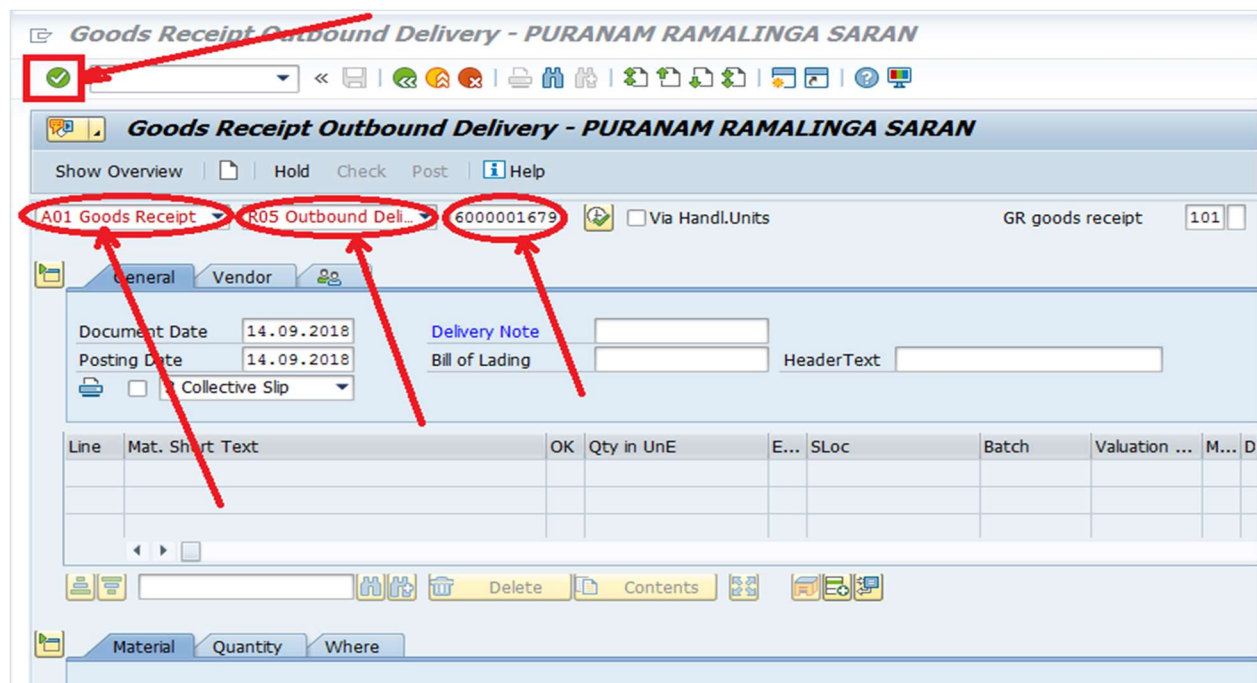 Goods Receipt Outbound Delivery - PURANAM RAMALINGA SARAN
Goods Receipt Outbound Delivery - PURANAM RAMALINGA SARAN
Show Overview Hold Check Post Help
A01 Goods Receipt R05 Outbound Deli... 6000001679 Via Handl.Units GR goods receipt 101
General Vendor
Document Date 14.09.2018 Delivery Note
Posting Date 14.09.2018 Bill of Lading HeaderText
3 Collective Slip
Line Mat. Short Text OK Qty in UnE E... SLoc Batch Valuation ... M... D
Delete Contents
Material Quantity Where